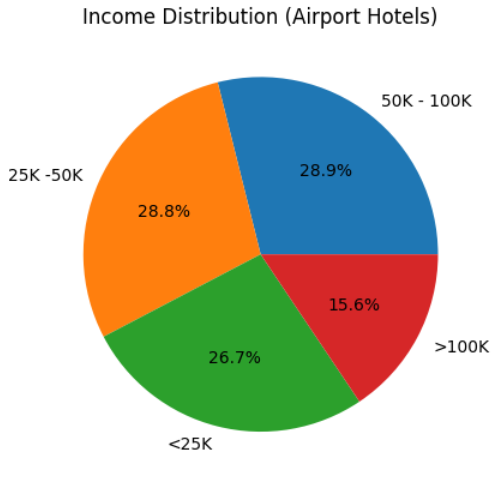 Income Distribution (Airport Hotels)
50K - 100K
28.9%
25K -50K
28.8%
<25K
26.7%
>100K
15.6%